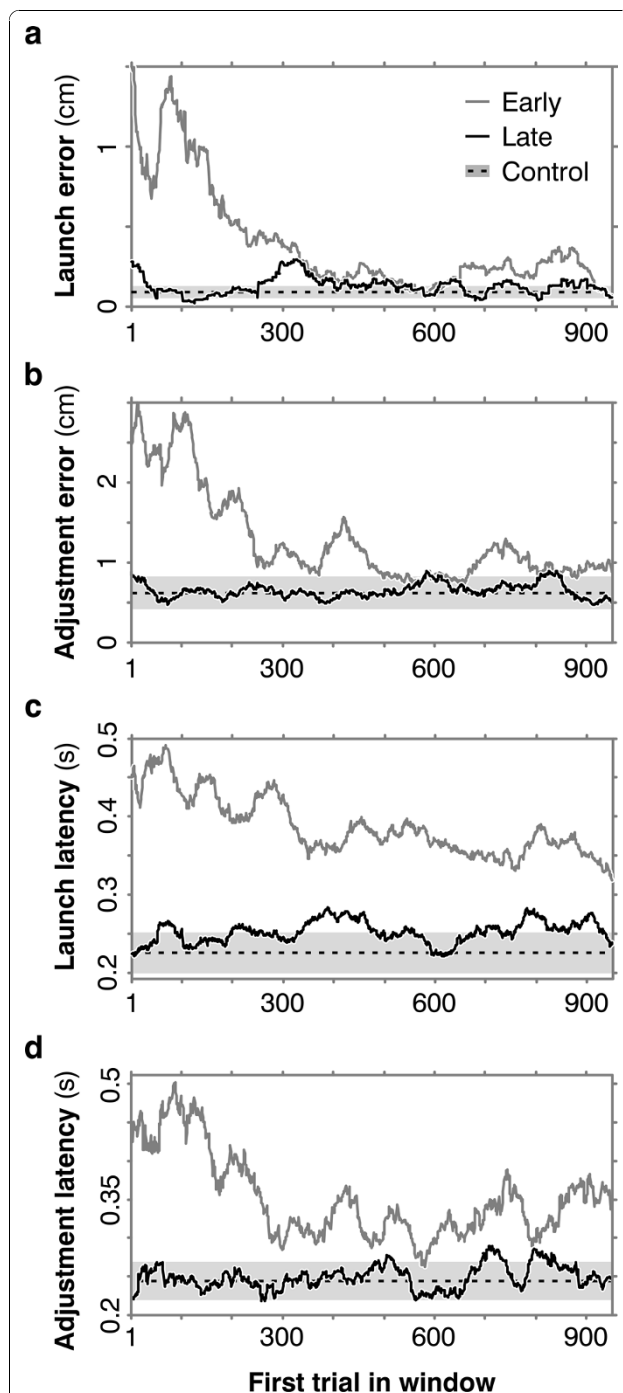 a
Launch error (cm)
1
0
Early
Late
Control
1 300 600 900
b
Adjustment error (cm)
2
1
0
1 300 600 900
c
Launch latency (s)
0.5
0.4
0.3
0.2
1 300 600 900
d
Adjustment latency (s)
0.5
0.35
0.2
1 300 600 900
First trial in window